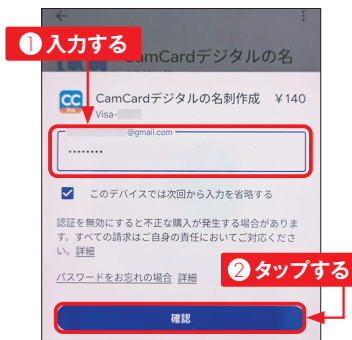 ①入力する
CamCardデジタルの名
CC
CamCardデジタルの名刺作成 ¥140
Visa-
@gmail.com
••••••••
このデバイスでは次回から入力を省略する
認証を無効にすると不正な購入が発生する場合がありま
す。すべての請求はご自身の責任においてご対応くださ
い。詳細
パスワードをお忘れの場合 詳細
②タップする
確認